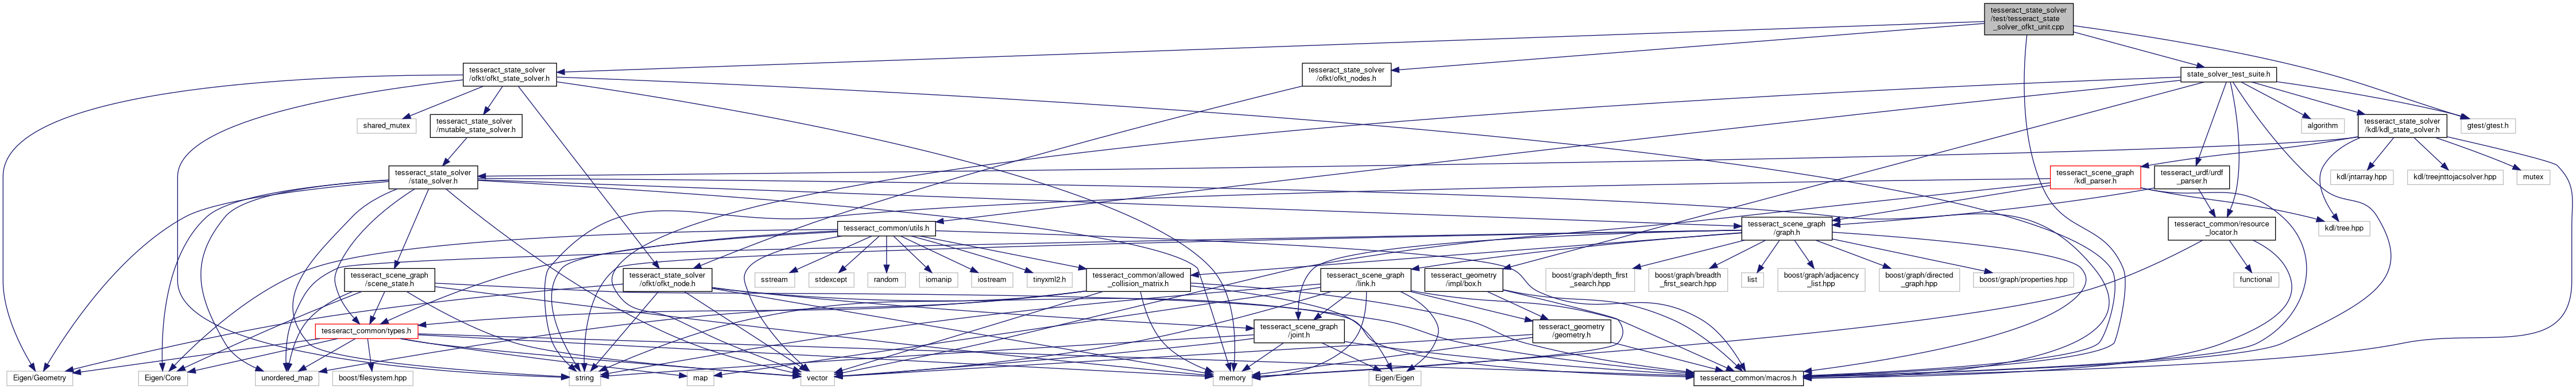 tesseract_state_solver
/test/tesseract_state
_solver_ofkt_unit.cpp
tesseract_state_solver
/ofkt/ofkt_state_solver.h
tesseract_state_solver
/ofkt/ofkt_nodes.h
state_solver_test_suite.h
shared_mutex
tesseract_state_solver
/mutable_state_solver.h
algorithm
tesseract_state_solver
/kdl/kdl_state_solver.h
gtest/gtest.h
tesseract_state_solver
/state_solver.h
tesseract_scene_graph
/kdl_parser.h
tesseract_urdf/urdf
_parser.h
kdl/jntarray.hpp
kdl/treejnttojacsolver.hpp
mutex
tesseract_common/utils.h
tesseract_scene_graph
/graph.h
tesseract_common/resource
_locator.h
kdl/tree.hpp
tesseract_scene_graph
/scene_state.h
tesseract_state_solver
/ofkt/ofkt_node.h
sstream
stdexcept
random
iomanip
iostream
tinyxml2.h
tesseract_common/allowed
_collision_matrix.h
tesseract_scene_graph
/link.h
tesseract_geometry
/impl/box.h
boost/graph/depth_first
_search.hpp
boost/graph/breadth
_first_search.hpp
list
boost/graph/adjacency
_list.hpp
boost/graph/directed
_graph.hpp
boost/graph/properties.hpp
functional
tesseract_common/types.h
tesseract_scene_graph
/joint.h
tesseract_geometry
/geometry.h
Eigen/Geometry
Eigen/Core
unordered_map
boost/filesystem.hpp
string
map
vector
memory
Eigen/Eigen
tesseract_common/macros.h